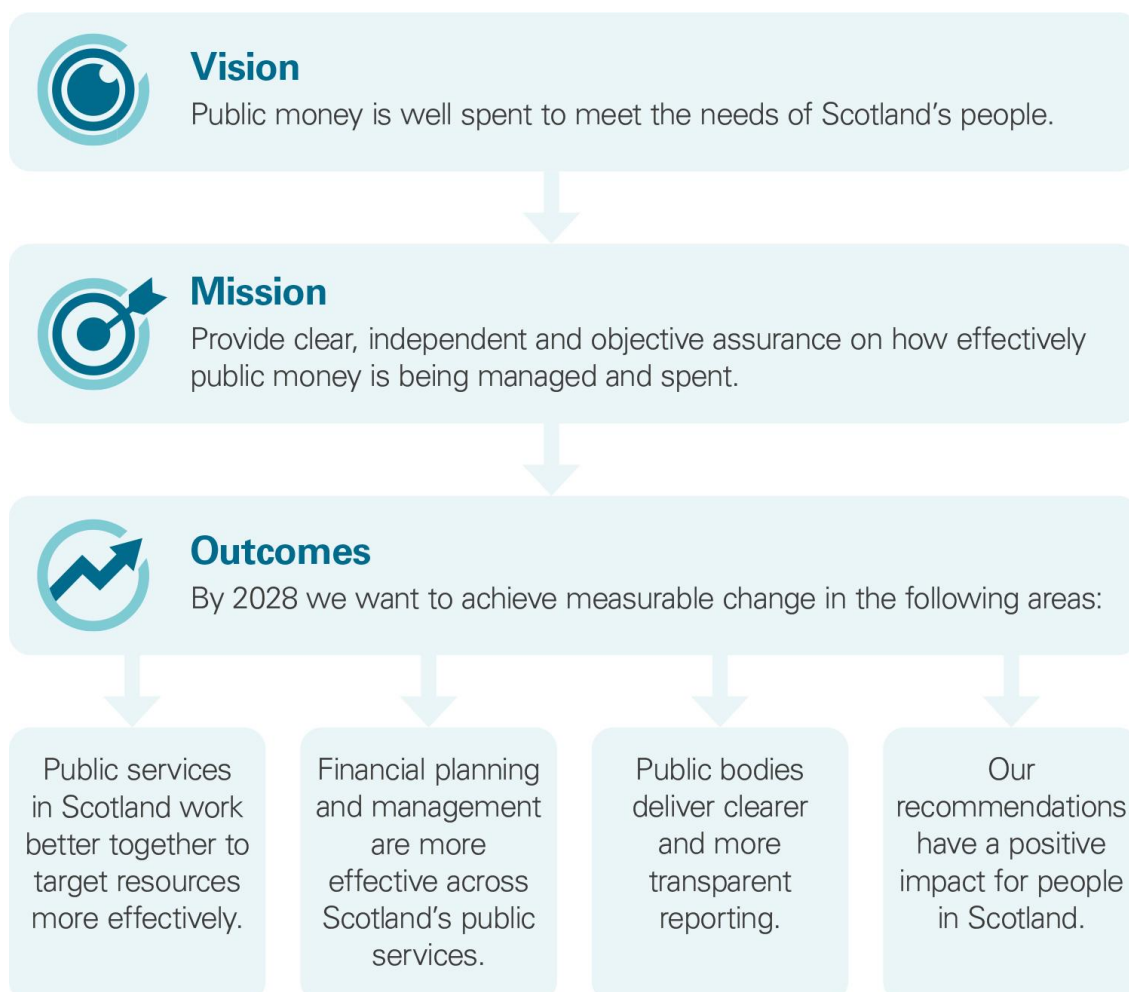 Vision
Public money is well spent to meet the needs of Scotland’s people.
Mission
Provide clear, independent and objective assurance on how effectively
public money is being managed and spent.
Outcomes
By 2028 we want to achieve measurable change in the following areas:
Public services
in Scotland work
better together to
target resources
more effectively.
Financial planning
and management
are more
effective across
Scotland’s public
services.
Public bodies
deliver clearer
and more
transparent
reporting.
Our
recommendations
have a positive
impact for people
in Scotland.